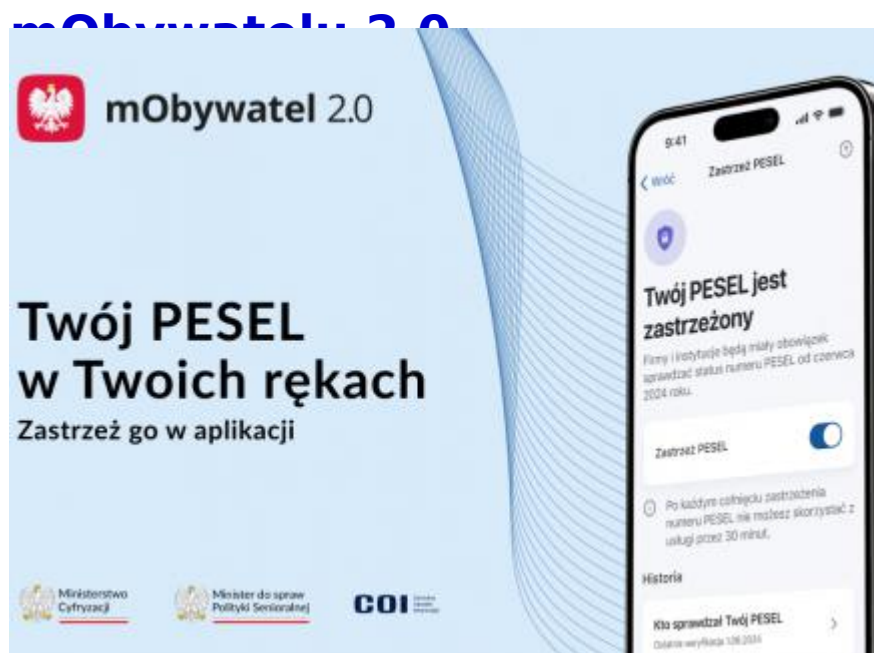 mObywatelu 2.0
mObywatel 2.0
Twój PESEL
w Twoich rękach
Zastrzeż go w aplikacji
Ministerstwo
Cyfryzacji
Minister do spraw
Polityki Senioralnej
COI
9:41
Wróć
Zastrzeż PESEL
Twój PESEL jest
zastrzeżony
Firmy i instytucje będą miały obowiązek
sprawdzać status numeru PESEL od czerwca
2024 roku.
Zastrzeż PESEL
Po każdym cofnięciu zastrzeżenia
numeru PESEL nie możesz skorzystać z
usługi przez 30 minut.
Historia
Kto sprawdzał Twój PESEL
Ostatnia weryfikacja